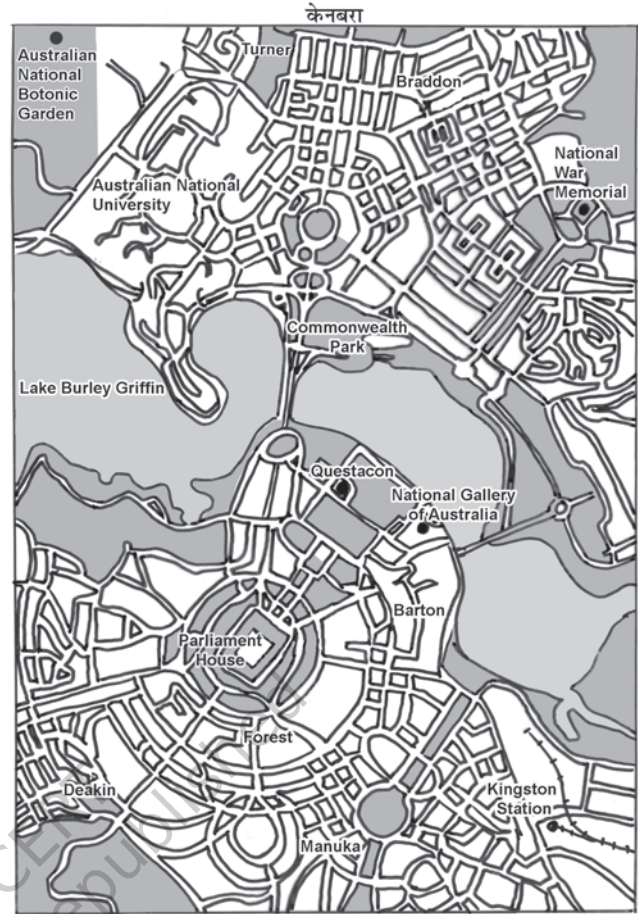 केनबरा
Australian
National
Botonic
Garden
Turner
Braddon
National
War
Memorial
Australian National
University
Commonwealth
Park
Lake Burley Griffin
Questacon
National Gallery
of Australia
Barton
Parliament
House
Forest
Deakin
Kingston
Station
Manuka